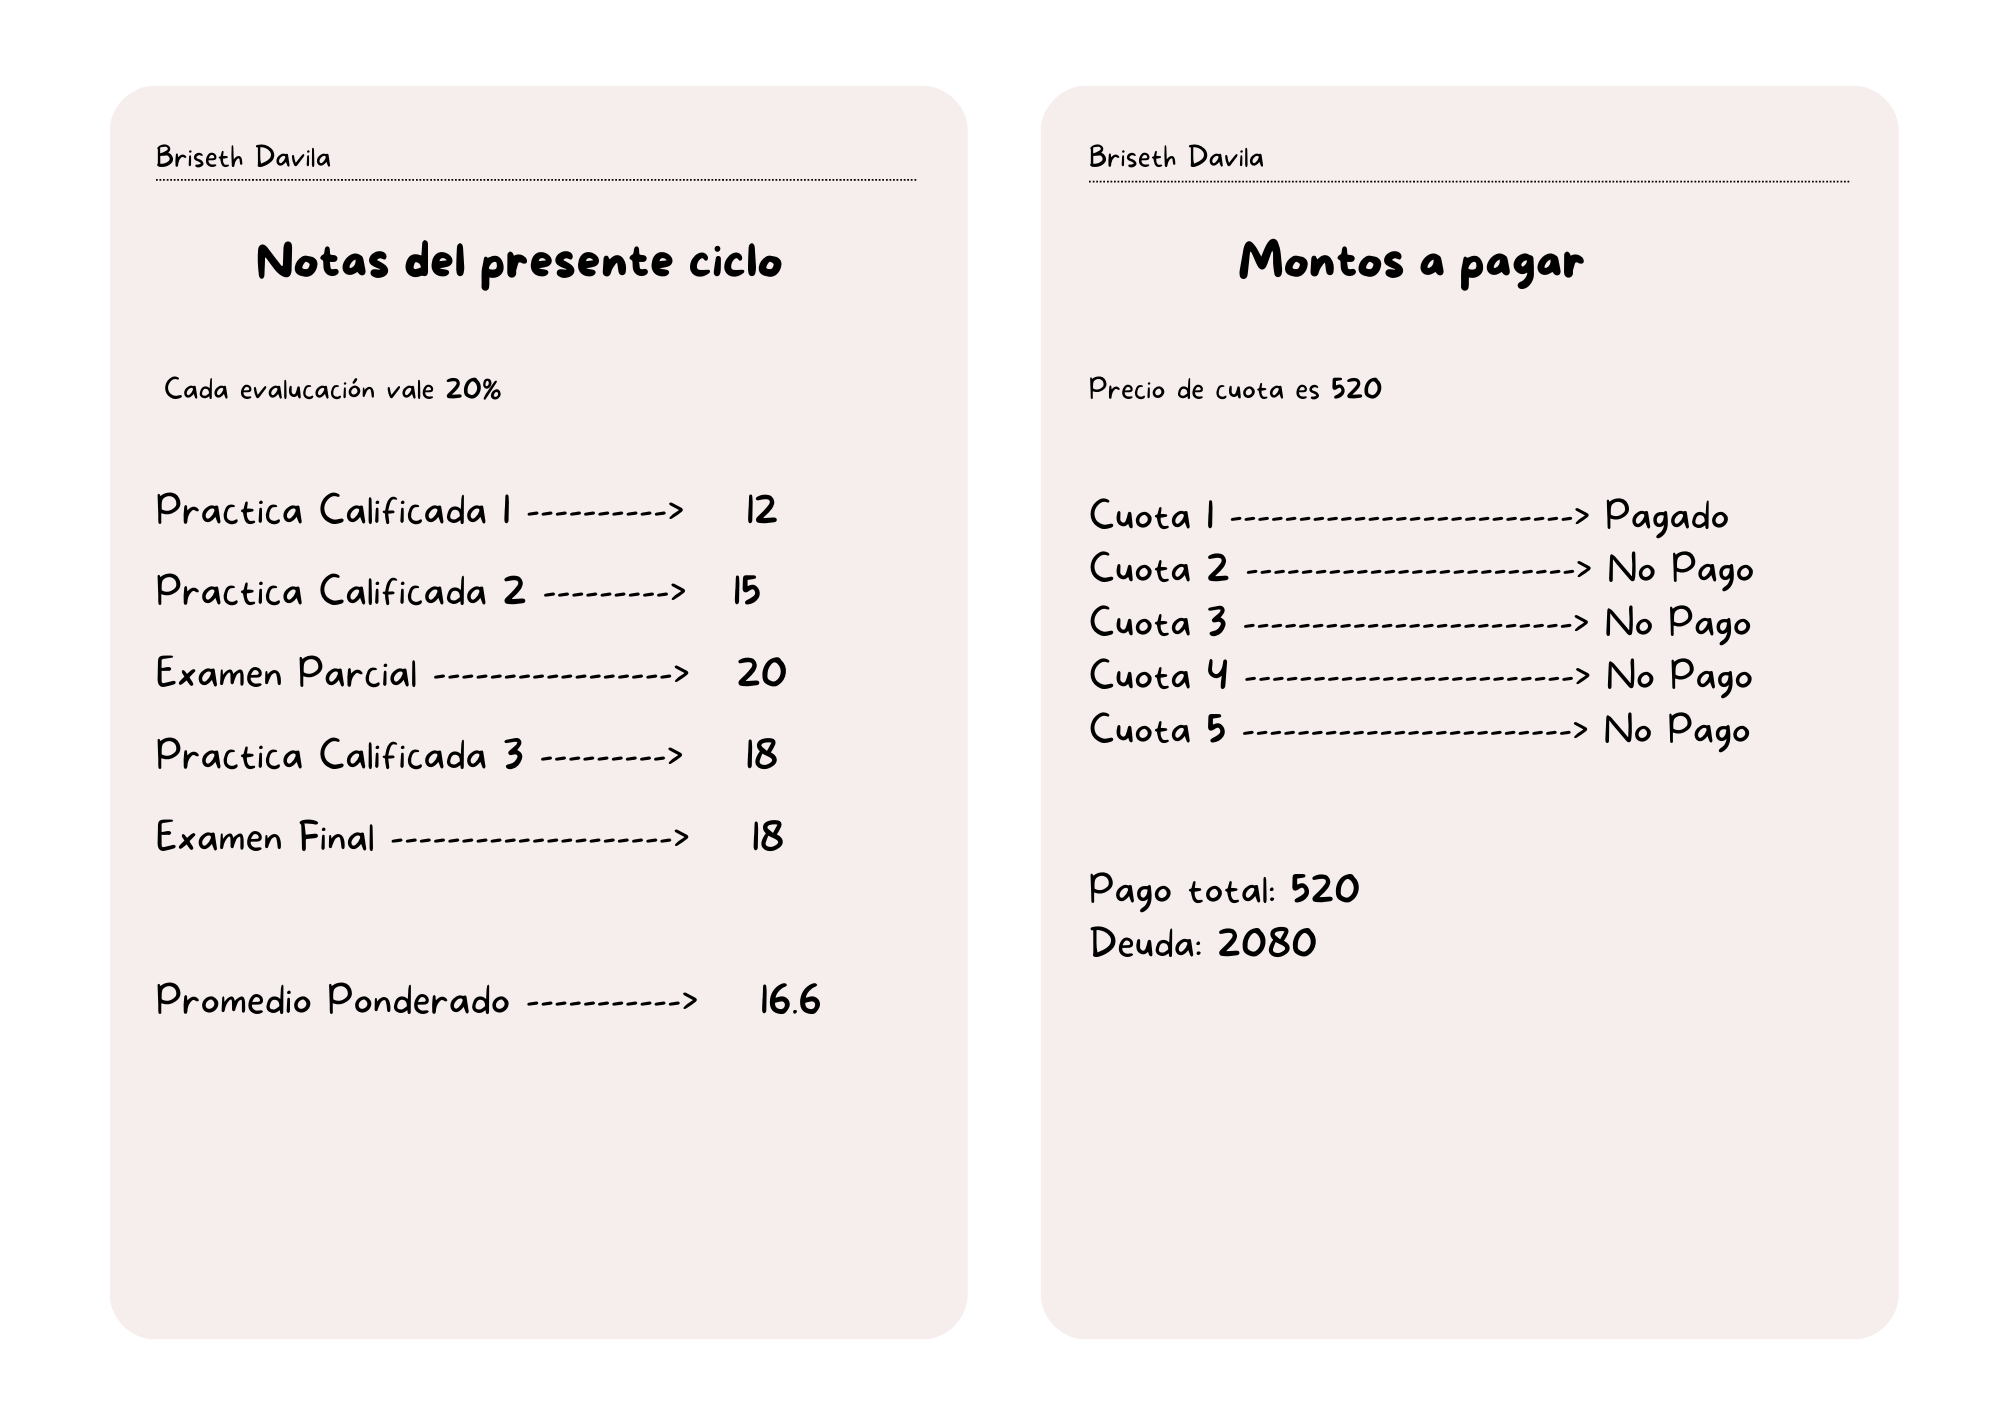 Briseth Davila
Notas del presente ciclo
Cada evalucación vale 20%
Practica Calificada 1 ----------> 12
Practica Calificada 2 ---------> 15
Examen Parcial -----------------> 20
Practica Calificada 3 ---------> 18
Examen Final --------------------> 18
Promedio Ponderado -----------> 16.6
Briseth Davila
Montos a pagar
Precio de cuota es 520
Cuota 1 ------------------------> Pagado
Cuota 2 -----------------------> No Pago
Cuota 3 -----------------------> No Pago
Cuota 4 -----------------------> No Pago
Cuota 5 -----------------------> No Pago
Pago total: 520
Deuda: 2080